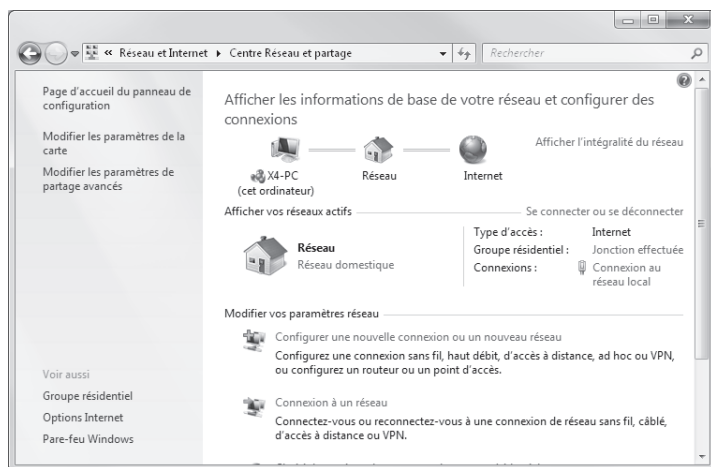 « Réseau et Internet ▸ Centre Réseau et partage
Rechercher
Page d'accueil du panneau de
configuration
Modifier les paramètres de la
carte
Modifier les paramètres de
partage avancés
Voir aussi
Groupe résidentiel
Options Internet
Pare-feu Windows
Afficher les informations de base de votre réseau et configurer des
connexions
Afficher l'intégralité du réseau
X4-PC
(cet ordinateur)
Réseau
Internet
Afficher vos réseaux actifs
Se connecter ou se déconnecter
Réseau
Réseau domestique
Type d'accès : Internet
Groupe résidentiel : Jonction effectuée
Connexions : Connexion au
réseau local
Modifier vos paramètres réseau
Configurer une nouvelle connexion ou un nouveau réseau
Configurez une connexion sans fil, haut débit, d'accès à distance, ad hoc ou VPN,
ou configurez un routeur ou un point d'accès.
Connexion à un réseau
Connectez-vous ou reconnectez-vous à une connexion de réseau sans fil, câblé,
d'accès à distance ou VPN.